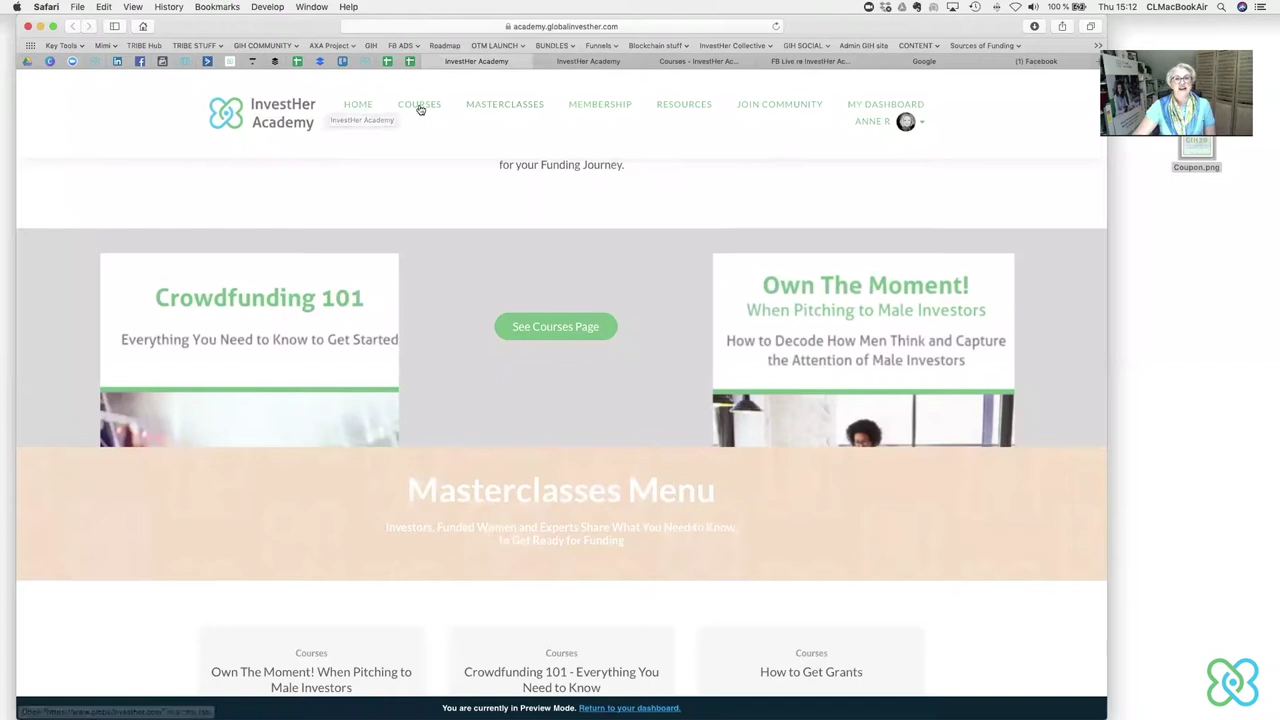 Safari File Edit View History Bookmarks Develop Window Help
100 % Thu 15:12 CLMacBookAir
academy.globalinvesther.com
Key Tools Mimi TRIBE Hub TRIBE STUFF GIH COMMUNITY AXA Project GIH FB ADS Roadmap OTM LAUNCH BUNDLES Funnels Blockchain stuff InvestHer Collective GIH SOCIAL Admin GIH site CONTENT Sources of Funding
InvestHer Academy InvestHer Academy Courses - InvestHer Ac... FB Live re InvestHer Ac... Google (1) Facebook
InvestHer
Academy
HOME COURSES MASTERCLASSES MEMBERSHIP RESOURCES JOIN COMMUNITY MY DASHBOARD
InvestHer Academy
ANNE R
Coupon.png
for your Funding Journey.
Crowdfunding 101
Everything You Need to Know to Get Started
See Courses Page
Own The Moment!
When Pitching to Male Investors
How to Decode How Men Think and Capture
the Attention of Male Investors
Masterclasses Menu
Investors, Funded Women and Experts Share What You Need to Know
to Get Ready for Funding
Courses
Own The Moment! When Pitching to
Male Investors
Courses
Crowdfunding 101 - Everything You
Need to Know
Courses
How to Get Grants
You are currently in Preview Mode. Return to your dashboard.